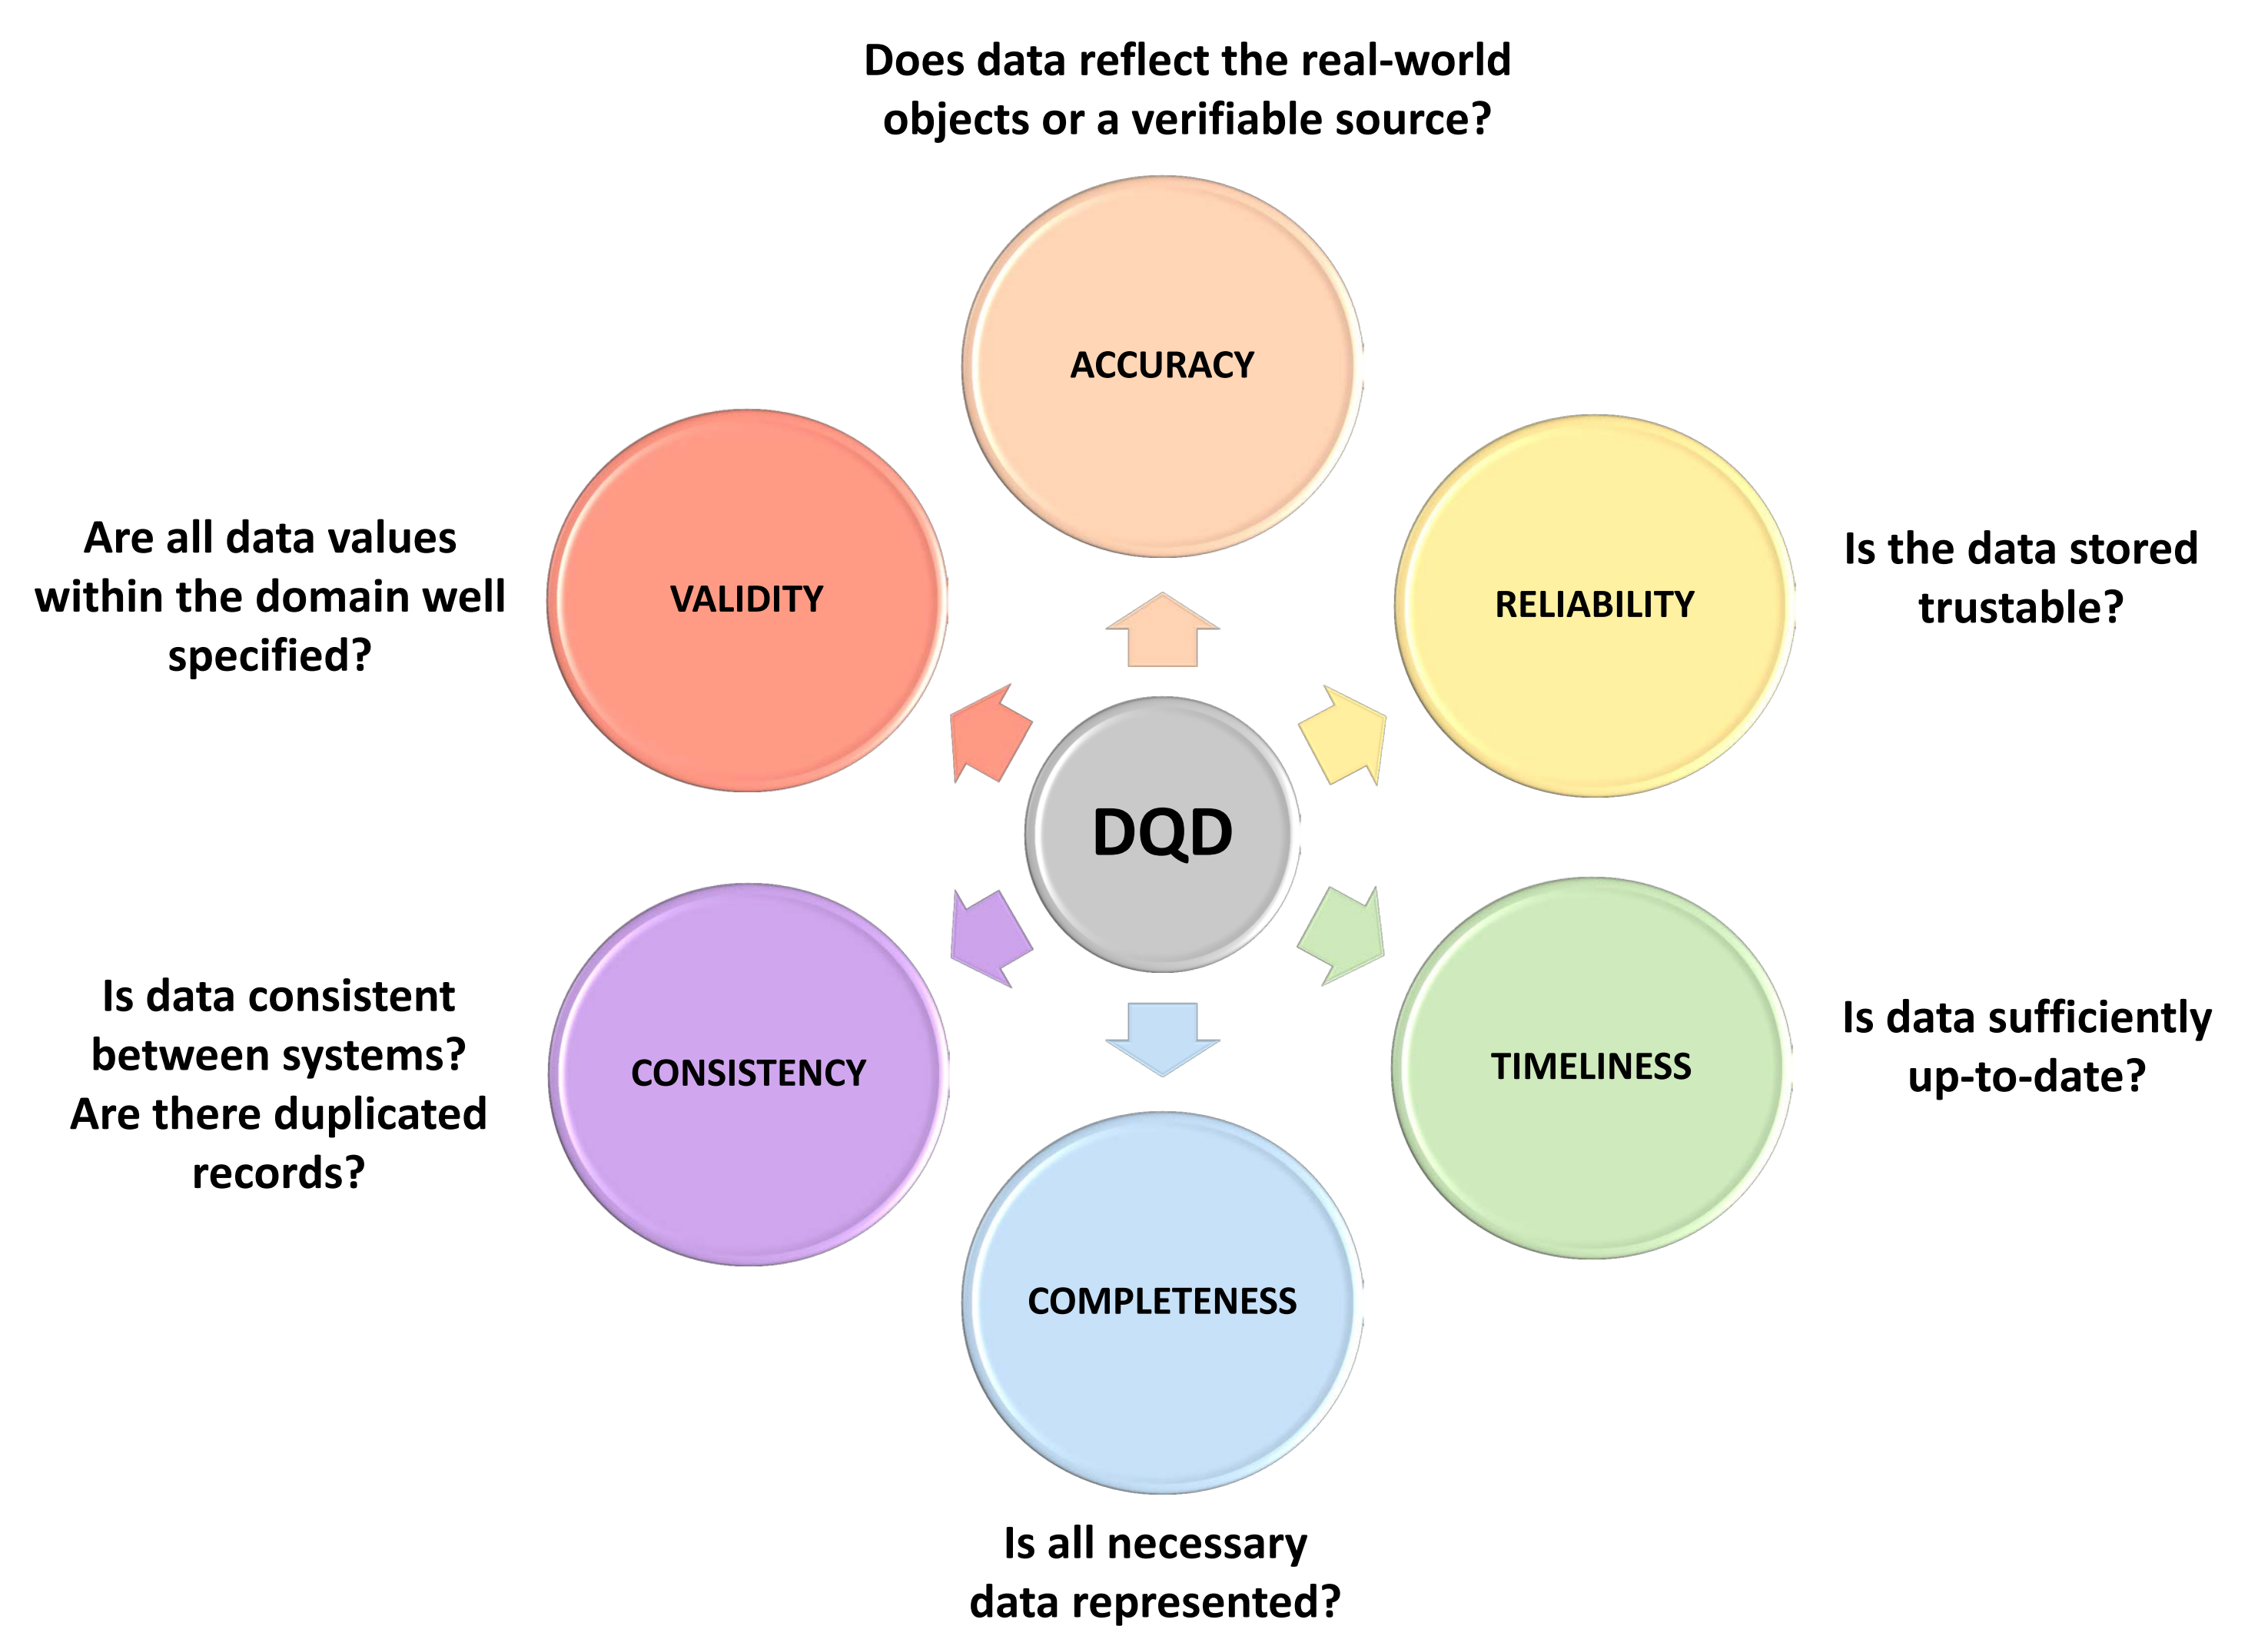 Does data reflect the real-world
objects or a verifiable source?
ACCURACY
VALIDITY
Are all data values
within the domain well
specified?
RELIABILITY
Is the data stored
trustable?
DQD
CONSISTENCY
Is data consistent
between systems?
Are there duplicated
records?
TIMELINESS
Is data sufficiently
up-to-date?
COMPLETENESS
Is all necessary
data represented?